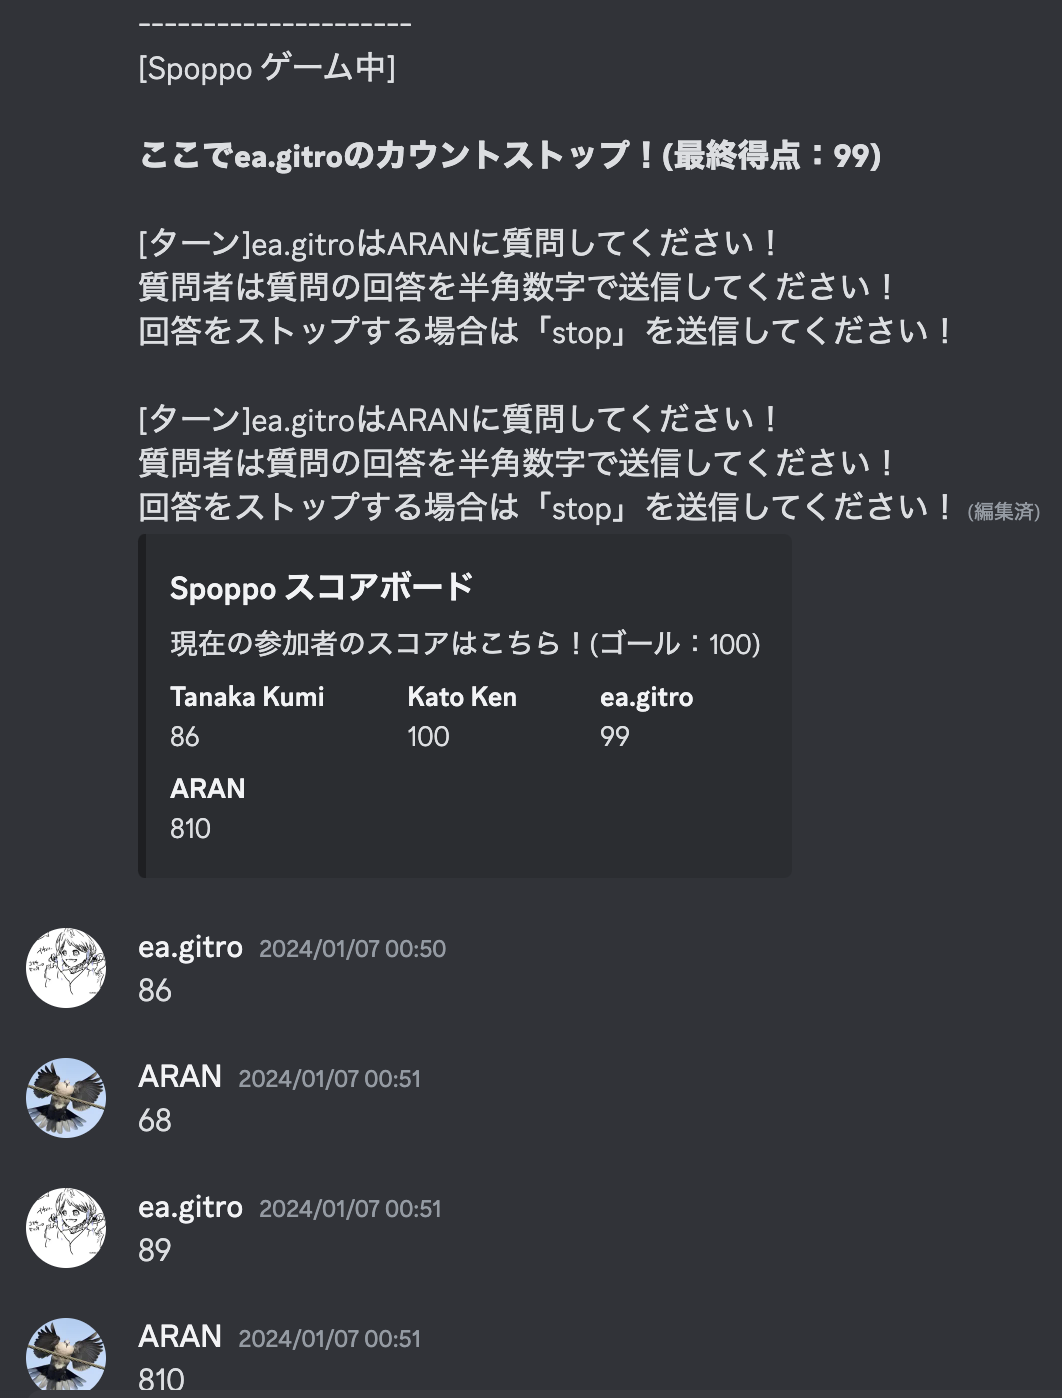 ---------------------
[Spoppo ゲーム中]
ここでea.gitroのカウントストップ！(最終得点：99)
[ターン]ea.gitroはARANに質問してください！
質問者は質問の回答を半角数字で送信してください！
回答をストップする場合は「stop」を送信してください！
[ターン]ea.gitroはARANに質問してください！
質問者は質問の回答を半角数字で送信してください！
回答をストップする場合は「stop」を送信してください！ (編集済)
Spoppo スコアボード
現在の参加者のスコアはこちら！(ゴール：100)
Tanaka Kumi Kato Ken ea.gitro
86 100 99
ARAN
810
ea.gitro 2024/01/07 00:50
86
ARAN 2024/01/07 00:51
68
ea.gitro 2024/01/07 00:51
89
ARAN 2024/01/07 00:51
810